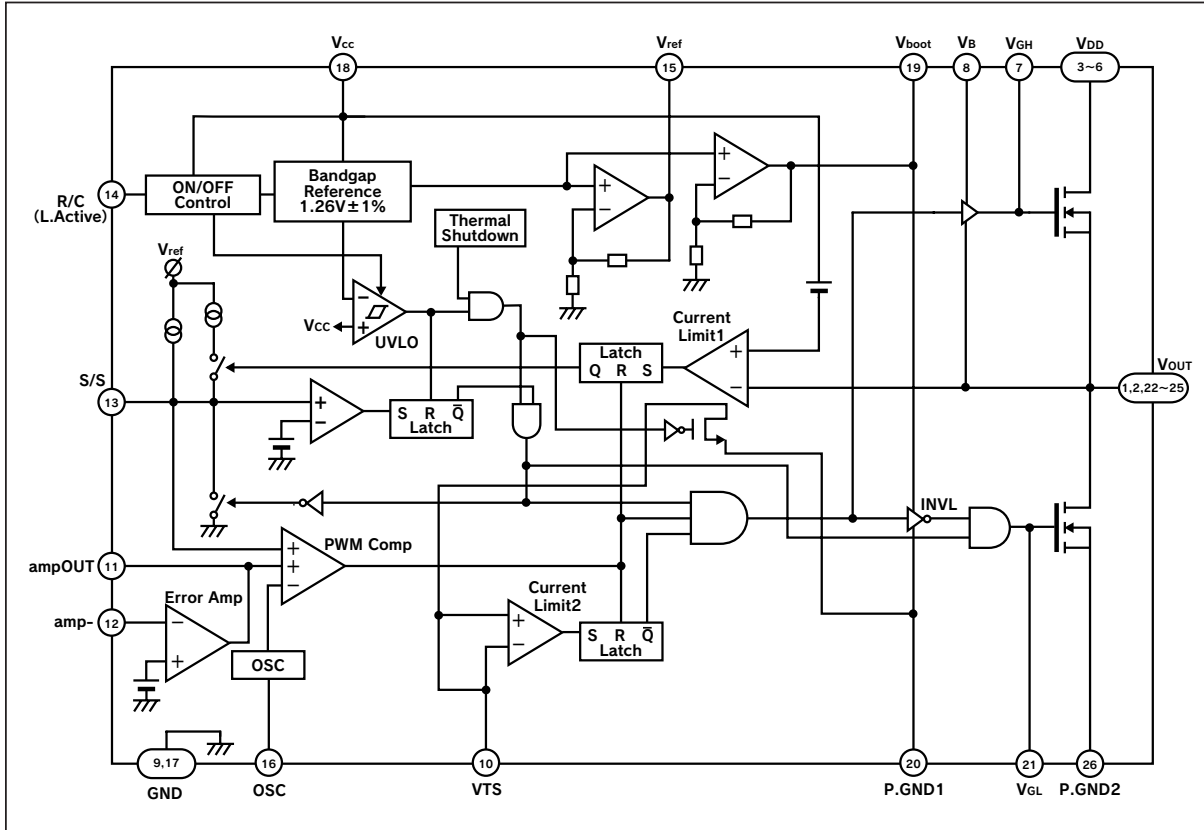 Vcc
Vref
Vboot
VB
VGH
VDD
18
15
19
8
7
3~6
14
R/C
(L.Active)
ON/OFF
Control
Bandgap
Reference
1.26V±1%
Thermal
Shutdown
+
−
+
−
Vref
−
+
VCC
UVLO
Current
Limit1
Latch
Q R S
+
−
VOUT
1,2,22~25
S/S
13
+
−
S R Q̅
Latch
INVL
ampOUT
11
+
+
−
PWM Comp
Error Amp
amp-
12
−
+
OSC
Current
Limit2
+
−
S R Q̅
Latch
9,17
GND
16
OSC
10
VTS
20
P.GND1
21
VGL
26
P.GND2